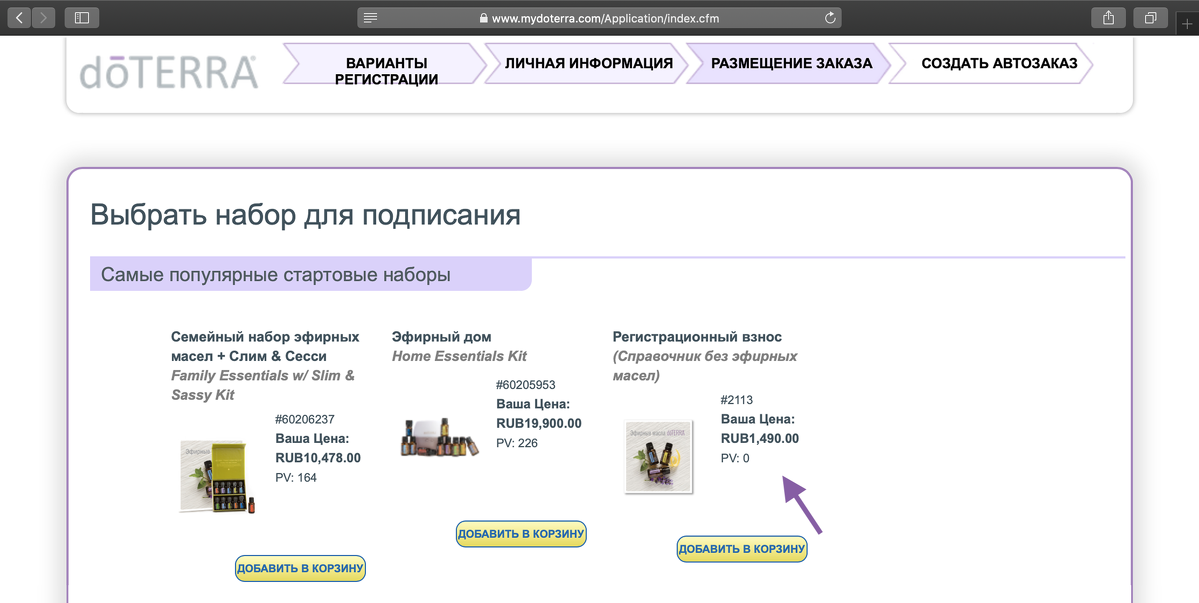 www.mydoterra.com/Application/index.cfm
dōTERRA
ВАРИАНТЫ
РЕГИСТРАЦИИ
ЛИЧНАЯ ИНФОРМАЦИЯ
РАЗМЕЩЕНИЕ ЗАКАЗА
СОЗДАТЬ АВТОЗАКАЗ
Выбрать набор для подписания
Самые популярные стартовые наборы
Семейный набор эфирных
масел + Слим & Сесси
Family Essentials w/ Slim &
Sassy Kit
#60206237
Ваша Цена:
RUB10,478.00
PV: 164
ДОБАВИТЬ В КОРЗИНУ
Эфирный дом
Home Essentials Kit
#60205953
Ваша Цена:
RUB19,900.00
PV: 226
ДОБАВИТЬ В КОРЗИНУ
Регистрационный взнос
(Справочник без эфирных
масел)
#2113
Ваша Цена:
RUB1,490.00
PV: 0
ДОБАВИТЬ В КОРЗИНУ